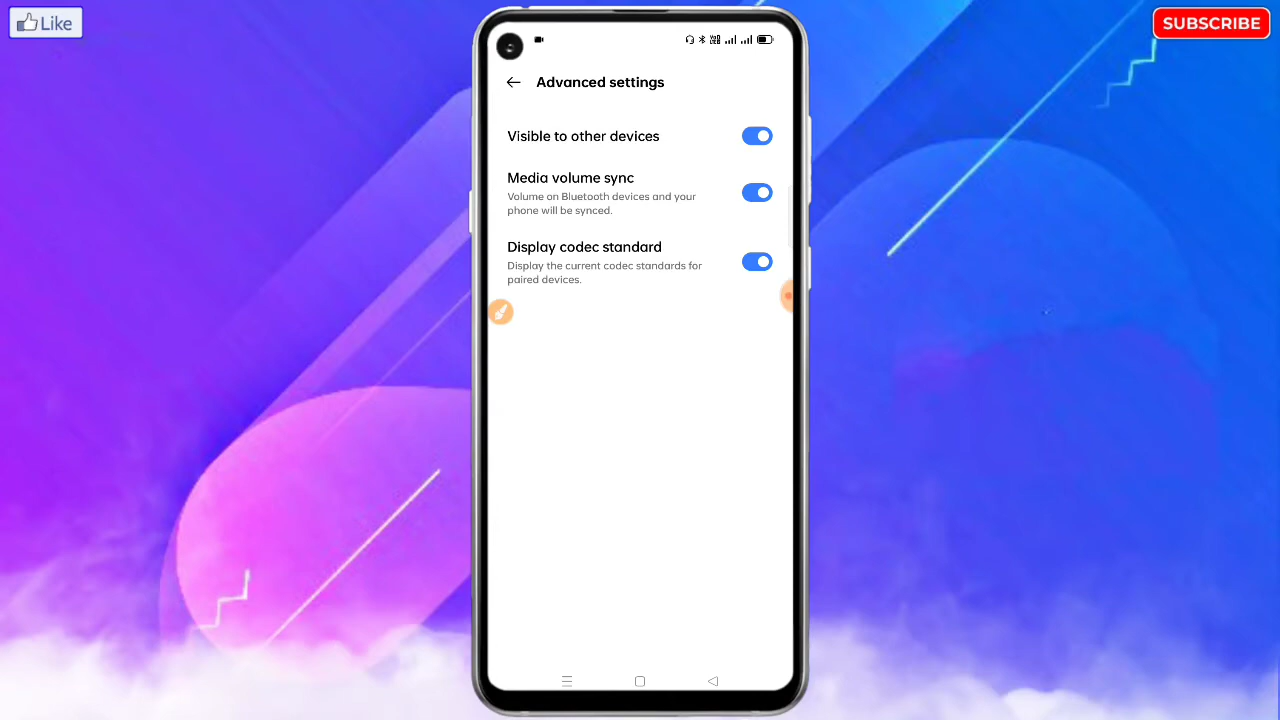 Like
SUBSCRIBE
Advanced settings
Visible to other devices
Media volume sync
Volume on Bluetooth devices and your
phone will be synced.
Display codec standard
Display the current codec standards for
paired devices.